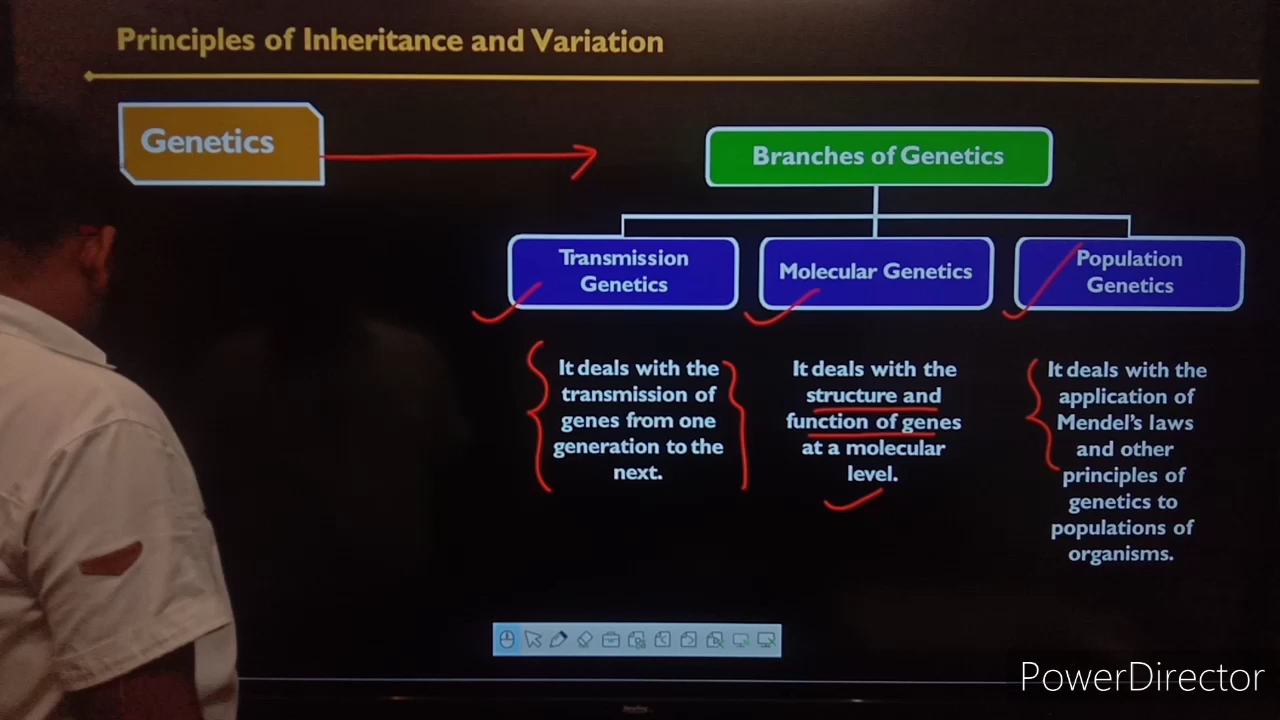 Principles of Inheritance and Variation
Genetics
Branches of Genetics
Transmission
Genetics
Molecular Genetics
Population
Genetics
It deals with the
transmission of
genes from one
generation to the
next.
It deals with the
structure and
function of genes
at a molecular
level.
It deals with the
application of
Mendel's laws
and other
principles of
genetics to
populations of
organisms.
PowerDirector